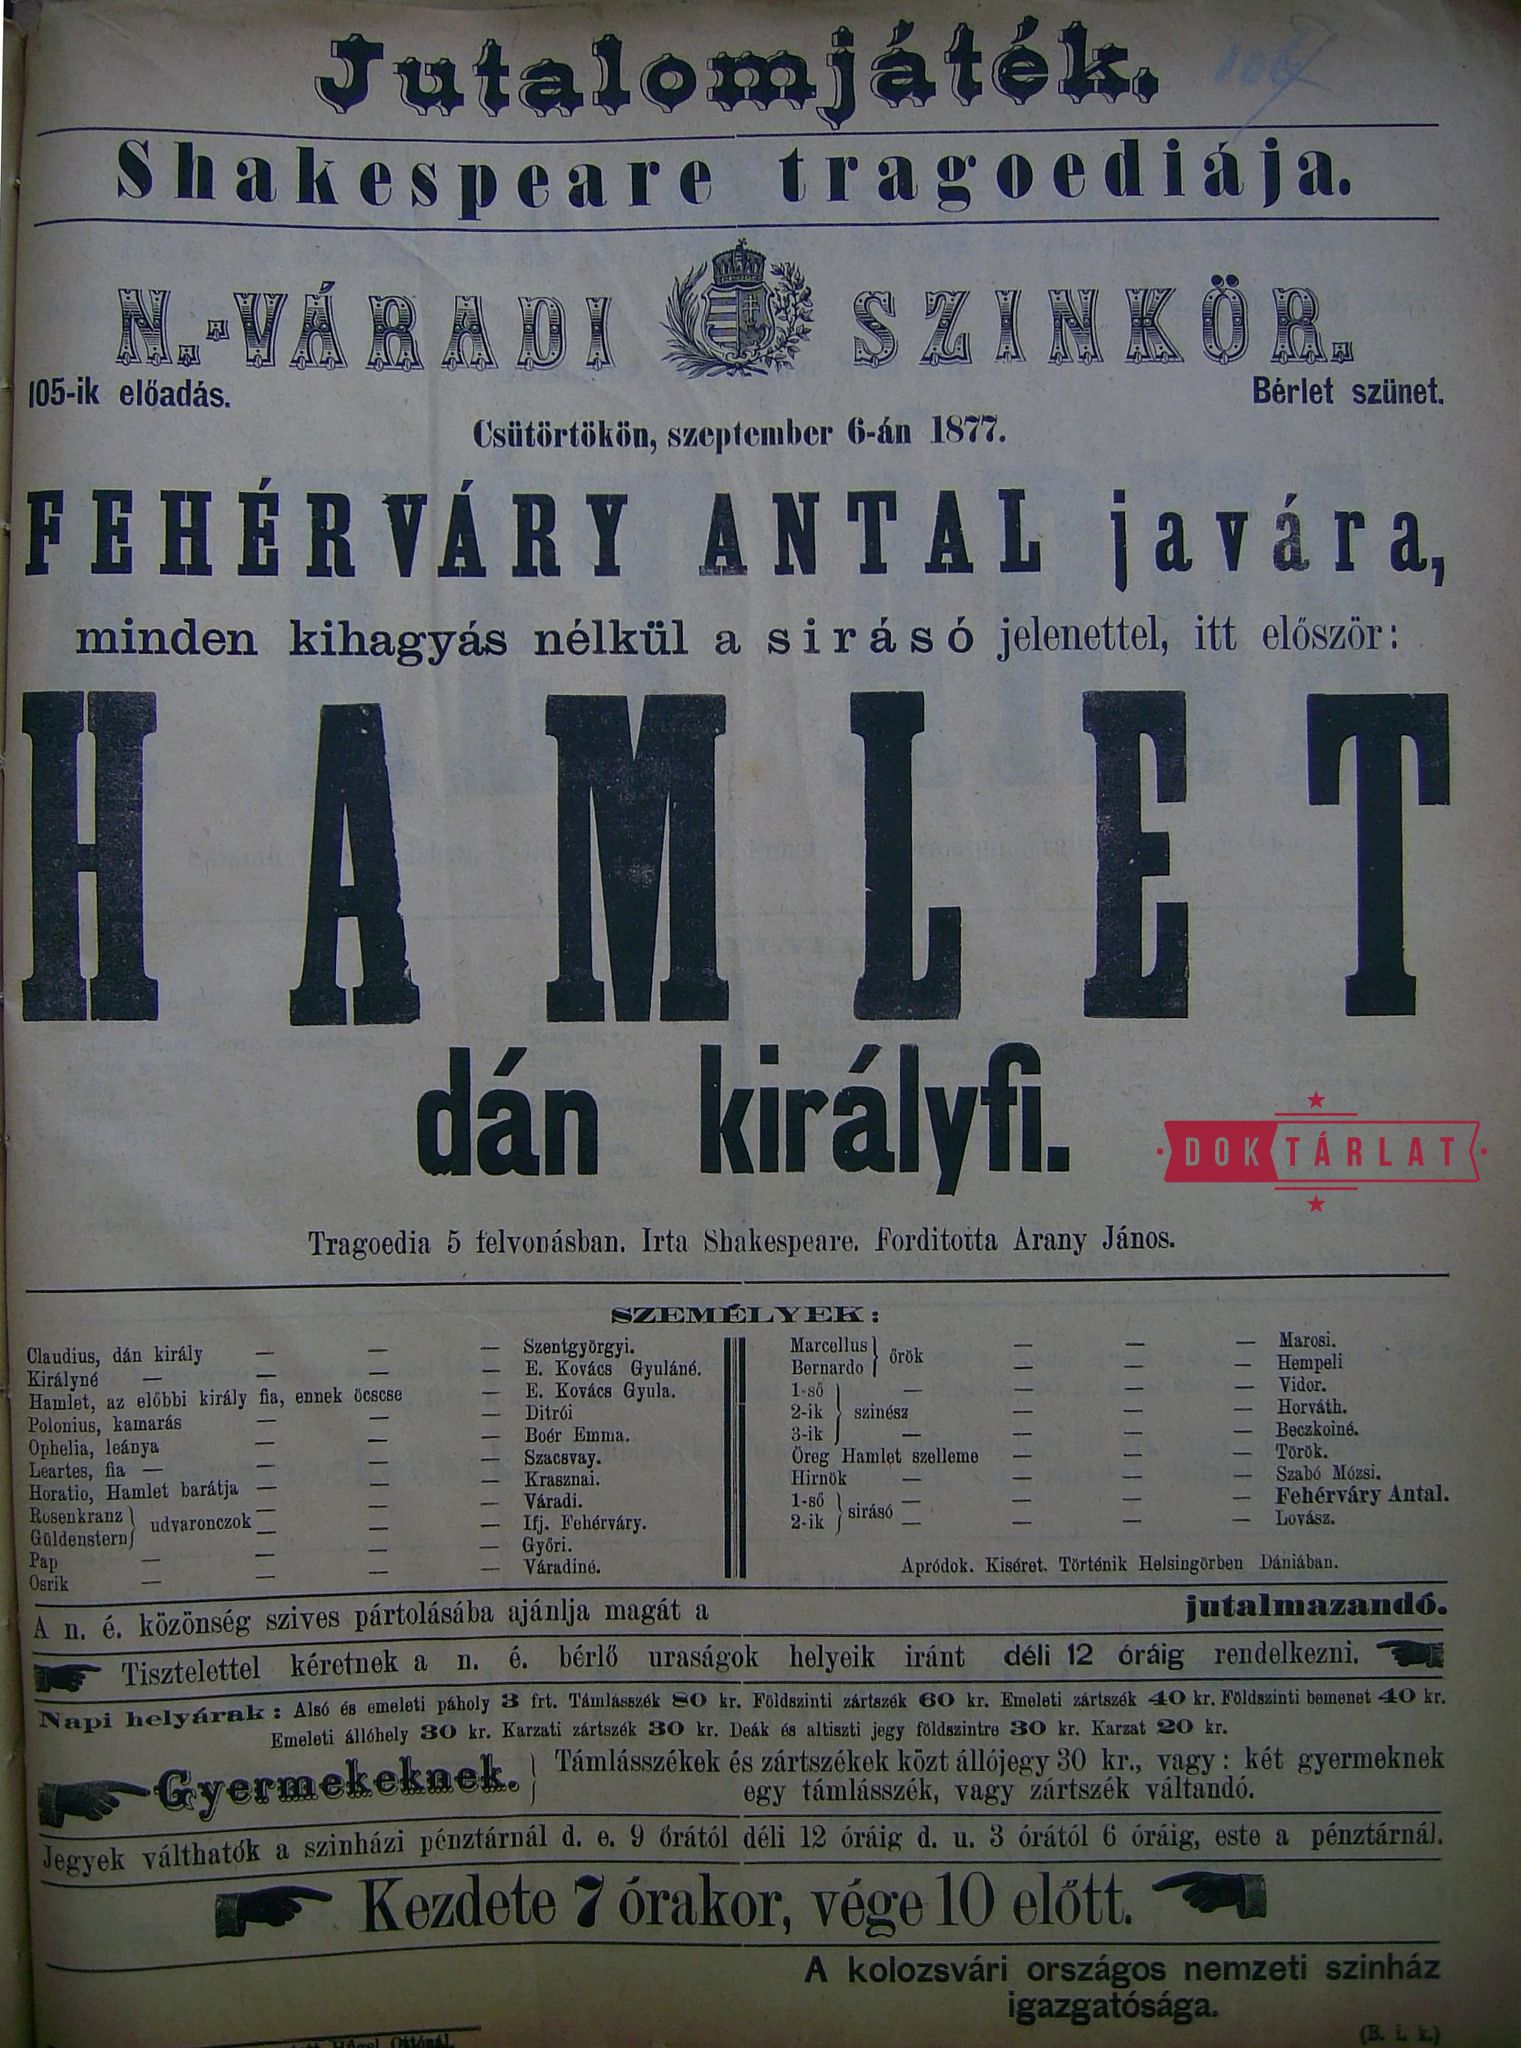 Jutalomjáték.
Shakespeare tragoediája.
N.-VÁRADI SZINKÖR.
105-ik előadás. Bérlet szünet.
Csütörtökön, szeptember 6-án 1877.
FEHÉRVÁRY ANTAL javára,
minden kihagyás nélkül a sirásó jelenettel, itt először:
HAMLET
dán királyfi.
DOKTÁRLAT
Tragoedia 5 felvonásban. Irta Shakespeare. Forditotta Arany János.
SZEMÉLYEK:
Claudius, dán király — — — Szentgyörgyi.
Királyné — — — E. Kovács Gyuláné.
Hamlet, az előbbi király fia, ennek öcscse — E. Kovács Gyula.
Polonius, kamarás — — — Ditrói
Ophelia, leánya — — — Boér Emma.
Leartes, fia — — — — Szacsvay.
Horatio, Hamlet barátja — — — Krasznai.
Rosenkranz } udvaronczok — — — Váradi.
Güldenstern } — — — Ifj. Fehérváry.
Pap — — — — Győri.
Osrik — — — — Váradiné.
Marcellus } őrök — — — Marosi.
Bernardo } — — — Hempeli
1-ső } szinész — — — — Vidor.
2-ik } — — — Horváth.
3-ik } — — — — Beczkoiné.
Öreg Hamlet szelleme — — — Török.
Hirnök — — — — Szabó Mózsi.
1-ső } sirásó — — — — Fehérváry Antal.
2-ik } — — — — Lovász.
Apródok. Kiséret. Történik Helsingörben Dániában.
A n. é. közönség szives pártolásába ajánlja magát a jutalmazandó.
Tisztelettel kéretnek a n. é. bérlő uraságok helyeik iránt déli 12 óráig rendelkezni.
Napi helyárak: Alsó és emeleti páholy 3 frt. Támlásszék 80 kr. Földszinti zártszék 60 kr. Emeleti zártszék 40 kr. Földszinti bemenet 40 kr.
Emeleti állóhely 30 kr. Karzati zártszék 30 kr. Deák és altiszti jegy földszintre 30 kr. Karzat 20 kr.
Gyermekeknek. } Támlásszékek és zártszékek közt állójegy 30 kr., vagy: két gyermeknek
egy támlásszék, vagy zártszék váltandó.
Jegyek válthatók a szinházi pénztárnál d. e. 9 órától déli 12 óráig d. u. 3 órától 6 óráig, este a pénztárnál.
Kezdete 7 órakor, vége 10 előtt.
A kolozsvári országos nemzeti szinház
igazgatósága.
(B. i. k.)
Hügel Ottónál.